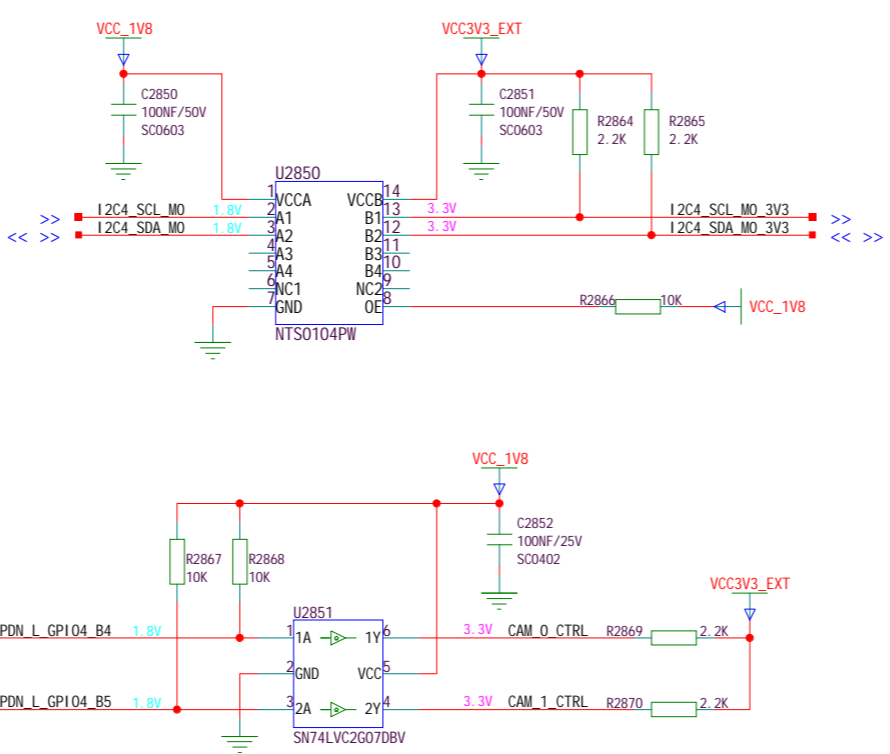 VCC_1V8
VCC3V3_EXT
C2850
100NF/50V
SC0603
C2851
100NF/50V
SC0603
R2864
2.2K
R2865
2.2K
U2850
1 VCCA VCCB 14
>> I2C4_SCL_M0 1.8V 2 A1 B1 13 3.3V I2C4_SCL_M0_3V3 >>
<< >> I2C4_SDA_M0 1.8V 3 A2 B2 12 3.3V I2C4_SDA_M0_3V3 << >>
4 A3 B3 11
5 A4 B4 10
6 NC1 NC2 9
7 GND OE 8 R2866 10K VCC_1V8
NTS0104PW
VCC_1V8
C2852
100NF/25V
SC0402
R2867
10K
R2868
10K
VCC3V3_EXT
U2851
PDN_L_GPIO4_B4 1.8V 1 1A 1Y 6 3.3V CAM_0_CTRL R2869 2.2K
2 GND VCC 5
PDN_L_GPIO4_B5 1.8V 3 2A 2Y 4 3.3V CAM_1_CTRL R2870 2.2K
SN74LVC2G07DBV